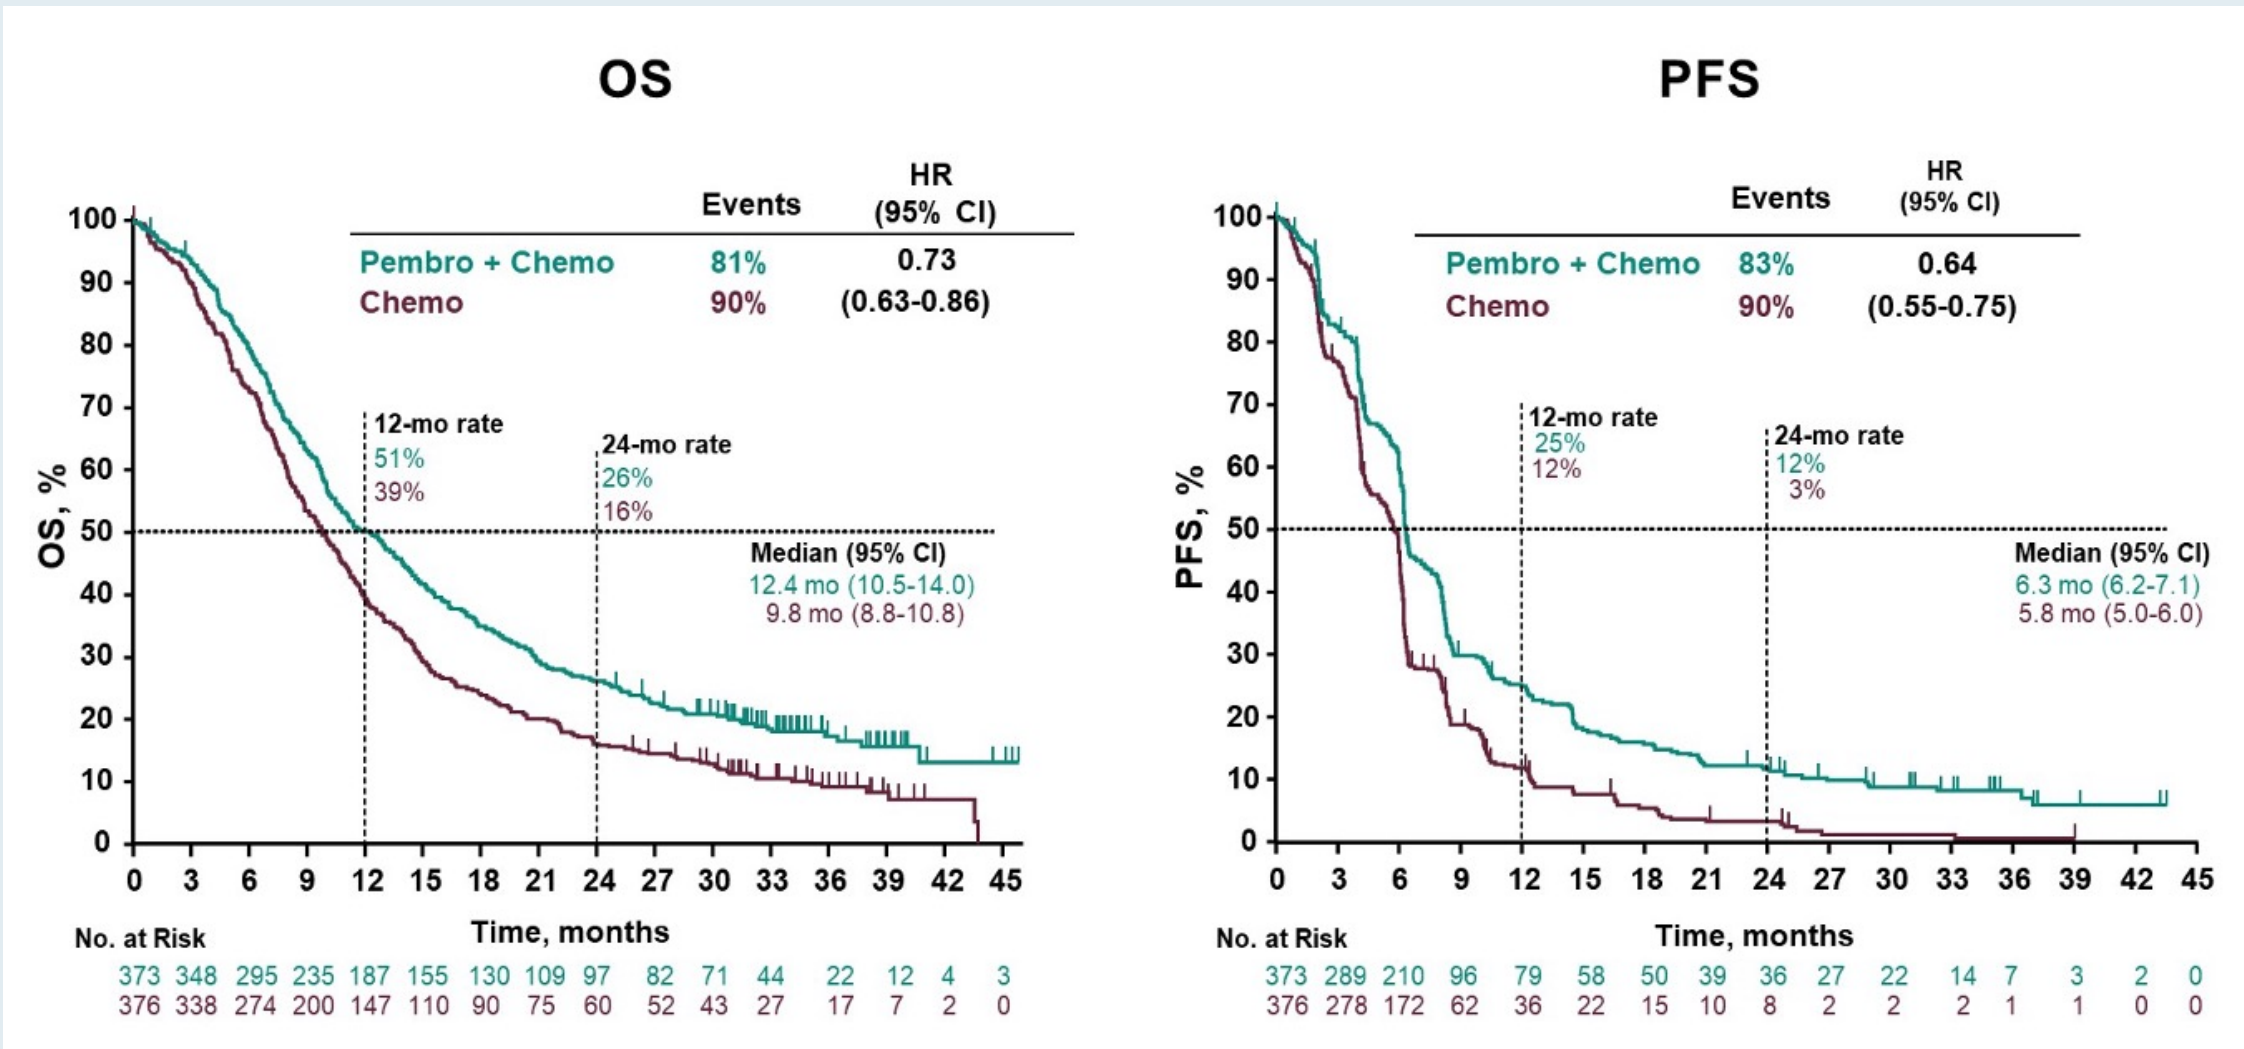 OS
HR
Events (95% CI)
Pembro + Chemo 81% 0.73
Chemo 90% (0.63-0.86)
100
90
80
70
60
50
40
30
20
10
0
OS, %
12-mo rate
51%
39%
24-mo rate
26%
16%
Median (95% CI)
12.4 mo (10.5-14.0)
9.8 mo (8.8-10.8)
0 3 6 9 12 15 18 21 24 27 30 33 36 39 42 45
Time, months
No. at Risk
373 348 295 235 187 155 130 109 97 82 71 44 22 12 4 3
376 338 274 200 147 110 90 75 60 52 43 27 17 7 2 0
PFS
HR
Events (95% CI)
Pembro + Chemo 83% 0.64
Chemo 90% (0.55-0.75)
100
90
80
70
60
50
40
30
20
10
0
PFS, %
12-mo rate
25%
12%
24-mo rate
12%
3%
Median (95% CI)
6.3 mo (6.2-7.1)
5.8 mo (5.0-6.0)
0 3 6 9 12 15 18 21 24 27 30 33 36 39 42 45
Time, months
No. at Risk
373 289 210 96 79 58 50 39 36 27 22 14 7 3 2 0
376 278 172 62 36 22 15 10 8 2 2 2 1 1 0 0